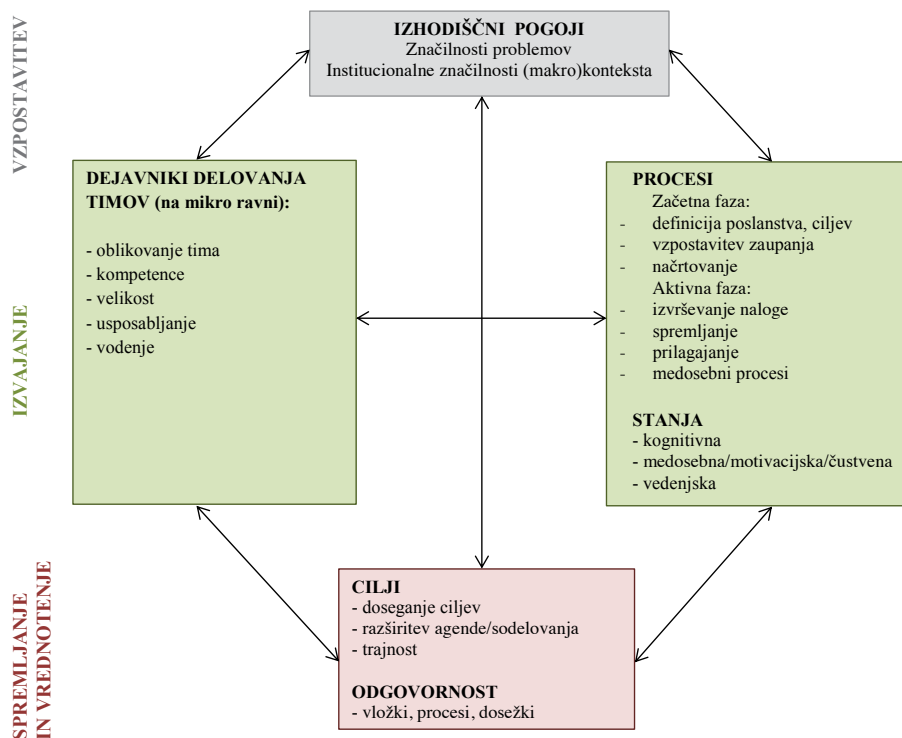 VZPOSTAVITEV
IZHODIŠČNI POGOJI
Značilnosti problemov
Institucionalne značilnosti (makro)konteksta
IZVAJANJE
DEJAVNIKI DELOVANJA
TIMOV (na mikro ravni):
- oblikovanje tima
- kompetence
- velikost
- usposabljanje
- vodenje
PROCESI
Začetna faza:
- definicija poslanstva, ciljev
- vzpostavitev zaupanja
- načrtovanje
Aktivna faza:
- izvrševanje naloge
- spremljanje
- prilagajanje
- medosebni procesi
STANJA
- kognitivna
- medosebna/motivacijska/čustvena
- vedenjska
SPREMLJANJE
IN VREDNOTENJE
CILJI
- doseganje ciljev
- razširitev agende/sodelovanja
- trajnost
ODGOVORNOST
- vložki, procesi, dosežki